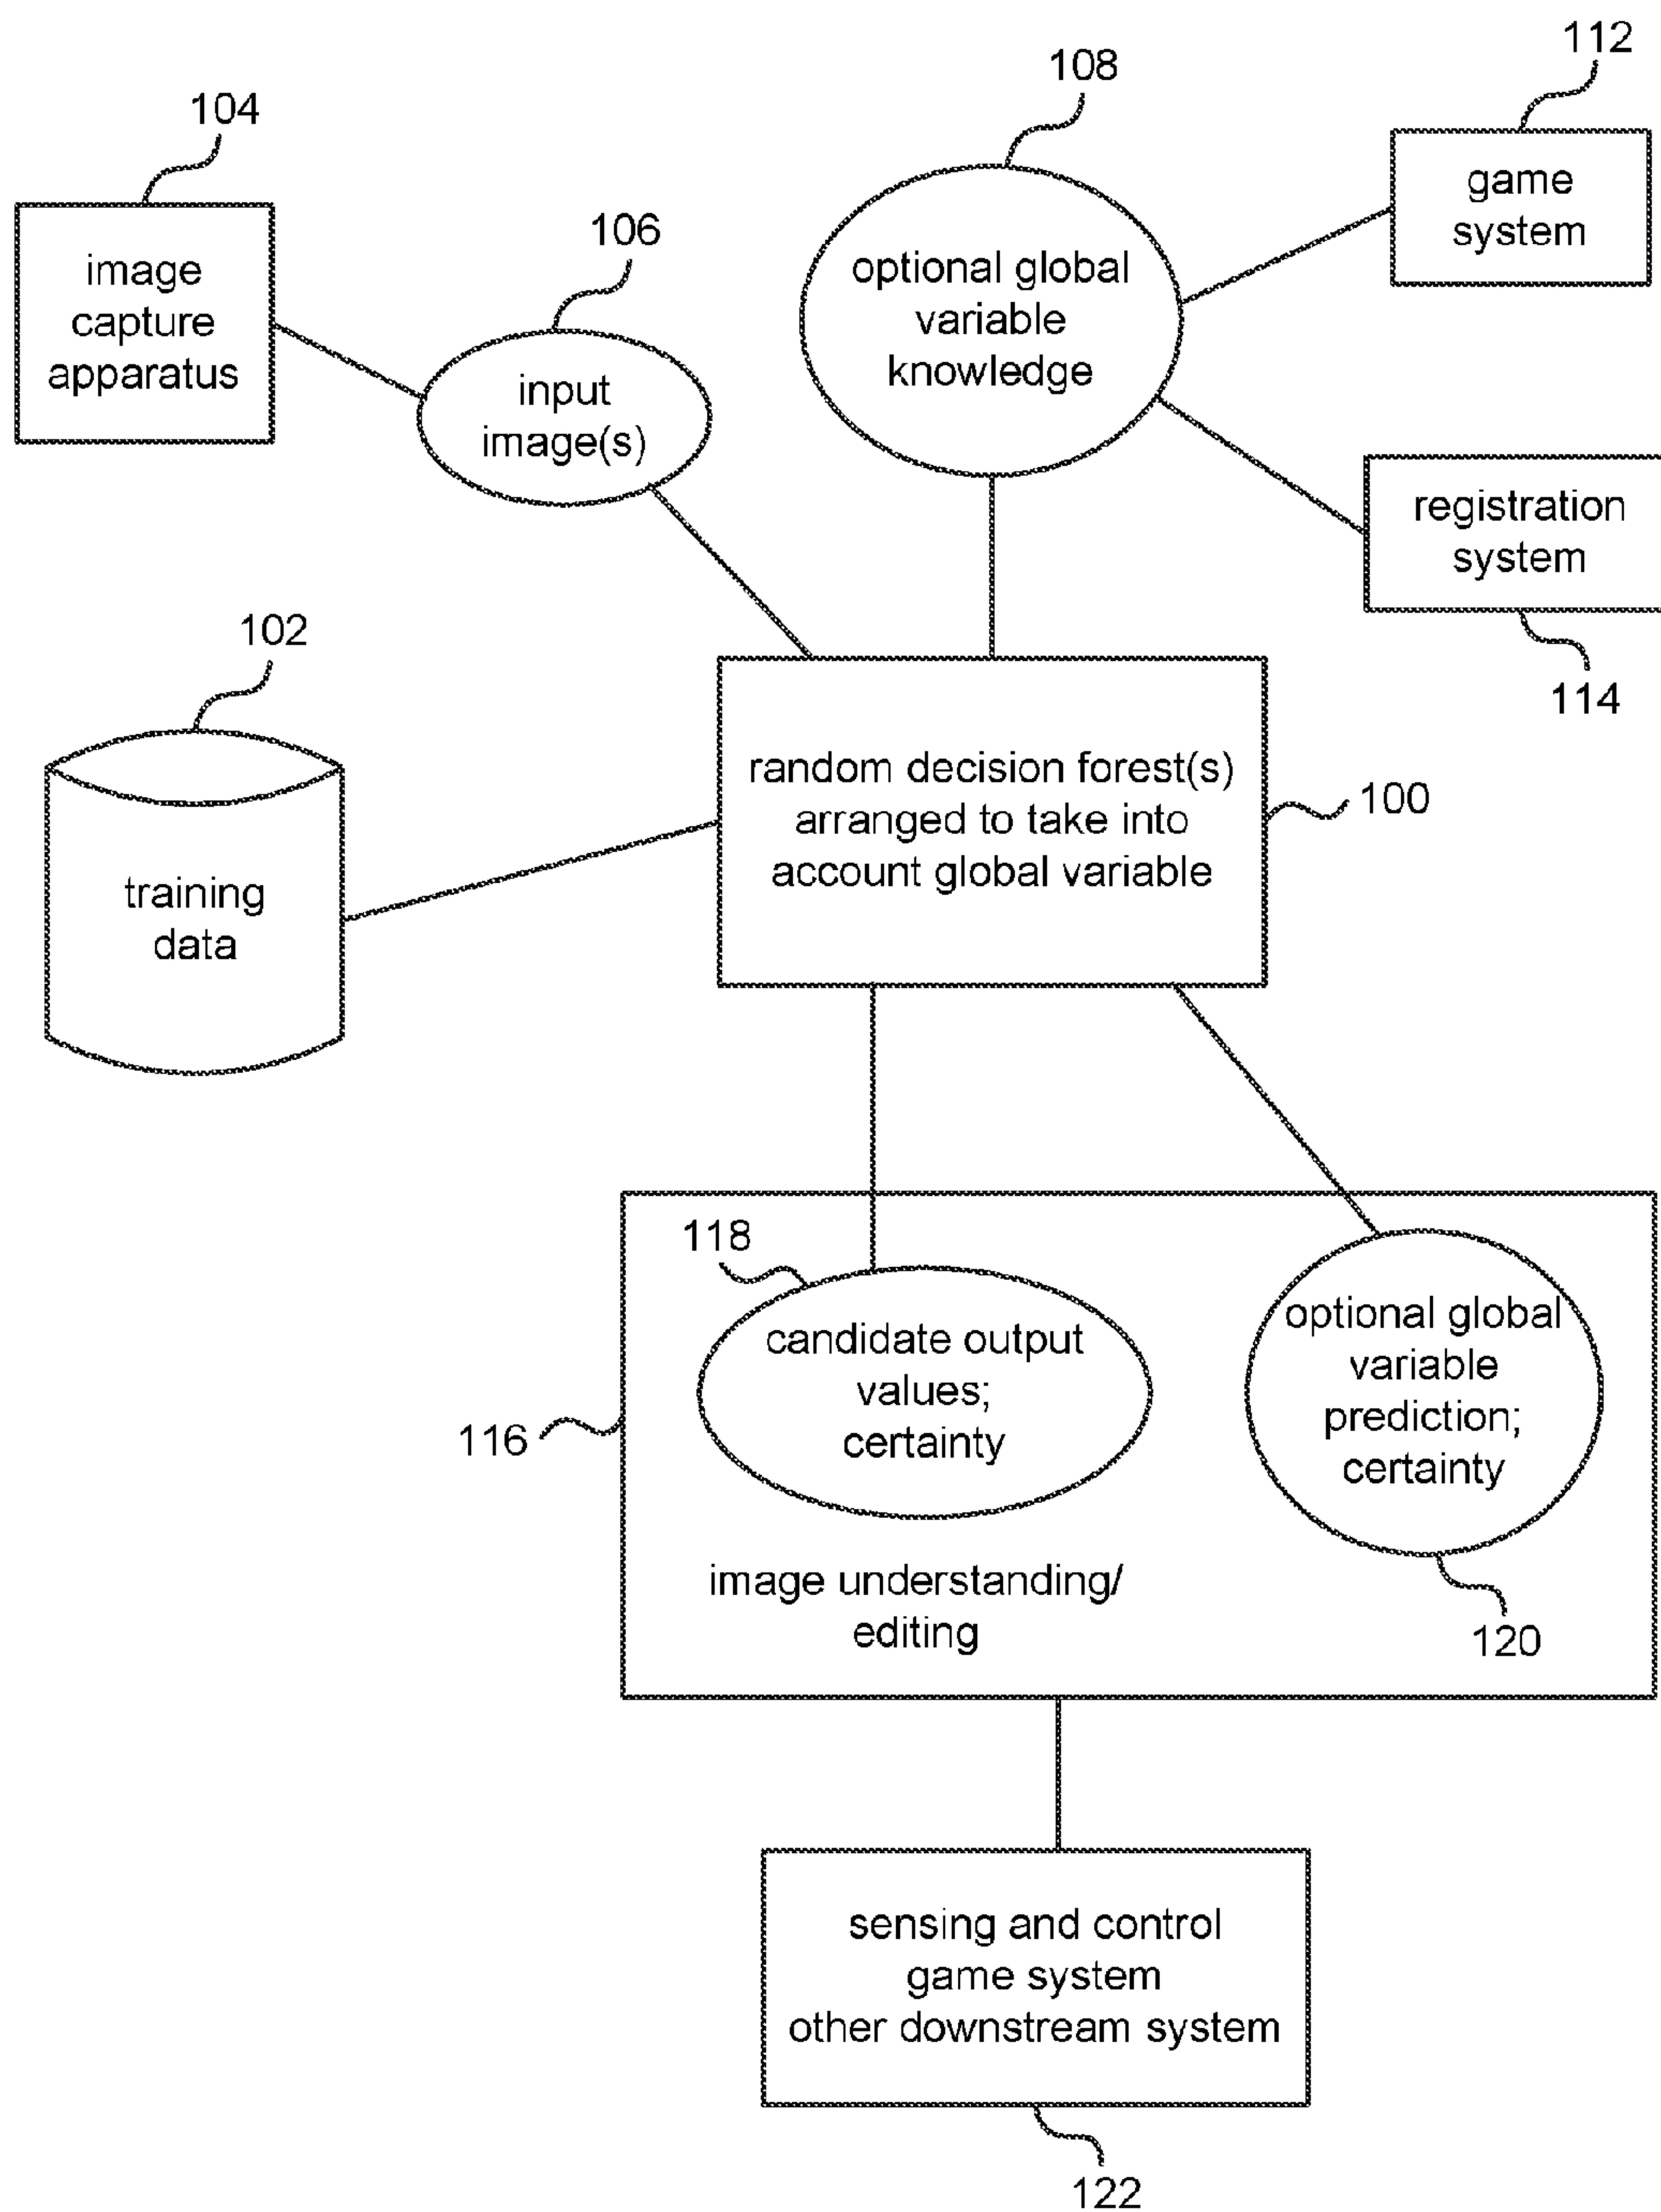 112
108
104
game
system
106
optional global
variable
knowledge
image
capture
apparatus
input
image(s)
registration
system
102
114
random decision forest(s)
arranged to take into
account global variable
100
training
data
118
optional global
variable
prediction;
certainty
candidate output
values;
certainty
116
image understanding/
editing
120
sensing and control
game system
other downstream system
122